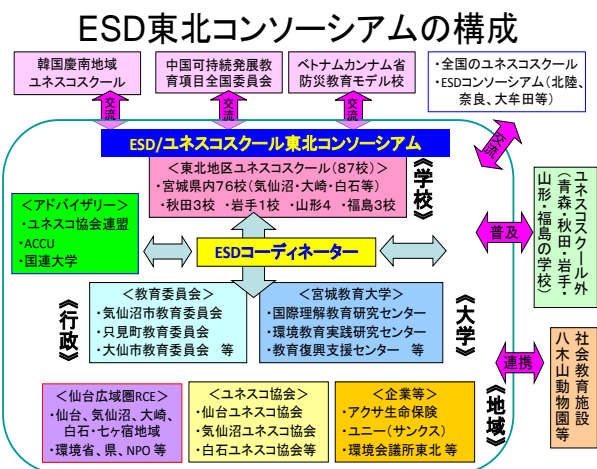 ESD東北コンソーシアムの構成
韓国慶南地域
ユネスコスクール
中国可持続発展教
育項目全国委員会
ベトナムカンナム省
防災教育モデル校
・全国のユネスコスクール
・ESDコンソーシアム(北陸、
奈良、大牟田等)
交流
交流
交流
交流
ESD/ユネスコスクール東北コンソーシアム
＜東北地区ユネスコスクール(87校)＞
・宮城県内76校(気仙沼・大崎・白石等)
・秋田3校 ・岩手1校 ・山形4 ・福島3校
《学校》
＜アドバイザリー＞
・ユネスコ協会連盟
・ACCU
・国連大学
ESDコーディネーター
普及
ユネスコスクール外
(青森・秋田・岩手・
山形・福島の学校)
《行政》
＜教育委員会＞
・気仙沼市教育委員会
・只見町教育委員会
・大仙市教育委員会 等
＜宮城教育大学＞
・国際理解教育研究センター
・環境教育実践研究センター
・教育復興支援センター 等
《大学》
連携
社会教育施設
八木山動物園等
＜仙台広域圏RCE＞
・仙台、気仙沼、大崎、
白石・七ヶ宿地域
・環境省、県、NPO 等
＜ユネスコ協会＞
・仙台ユネスコ協会
・気仙沼ユネスコ協会
・白石ユネスコ協会等
＜企業等＞
・アクサ生命保険
・ユニー(サンクス)
・環境会議所東北 等
《地域》